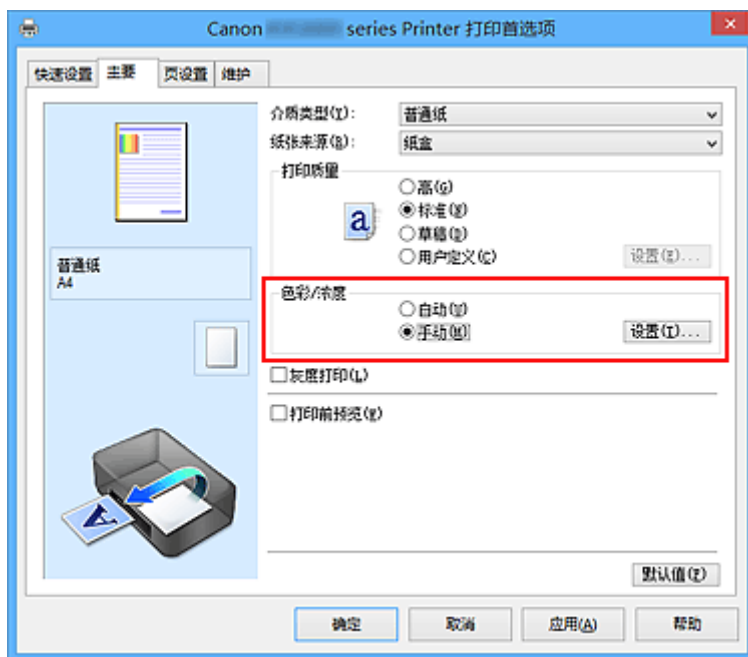 Canon series Printer 打印首选项
快速设置 主要 页设置 维护
介质类型(Y): 普通纸
纸张来源(R): 纸盒
打印质量
高(G)
a
标准(S)
草稿(D)
用户定义(C) 设置(E)...
普通纸
A4
色彩/浓度
自动(U)
手动(M) 设置(T)...
灰度打印(L)
打印前预览(V)
A
默认值(F)
确定 取消 应用(A) 帮助